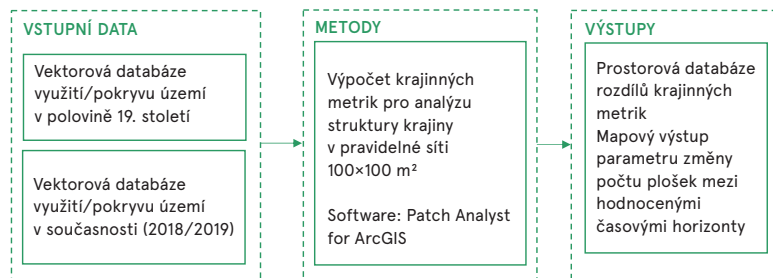 VSTUPNÍ DATA
Vektorová databáze
využití/pokryvu území
v polovině 19. století
Vektorová databáze
využití/pokryvu území
v současnosti (2018/2019)
METODY
Výpočet krajinných
metrik pro analýzu
struktury krajiny
v pravidelné síti
100×100 m²
Software: Patch Analyst
for ArcGIS
VÝSTUPY
Prostorová databáze
rozdílů krajinných
metrik
Mapový výstup
parametru změny
počtu plošek mezi
hodnocenými
časovými horizonty